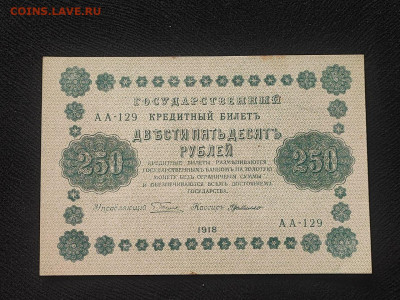 COINS.ЛАVE.RU
ГОСУДАРСТВЕННЫЙ
АА-129 КРЕДИТНЫЙ БИЛЕТЪ
ДВѢСТИ ПЯТЬДЕСЯТЪ
РУБЛЕЙ
250 250
КРЕДИТНЫЕ БИЛЕТЫ РАЗМѢНИВАЮТСЯ
ГОСУДАРСТВЕННЫМЪ БАНКОМЪ НА ЗОЛОТУЮ
МОНЕТУ БЕЗЪ ОГРАНИЧЕНІЯ СУММЫ
И ОБЕЗПЕЧИВАЮТСЯ ВСѢМЪ ДОСТОЯНІЕМЪ
ГОСУДАРСТВА.
Управляющій Кассиръ
АА-129
1918